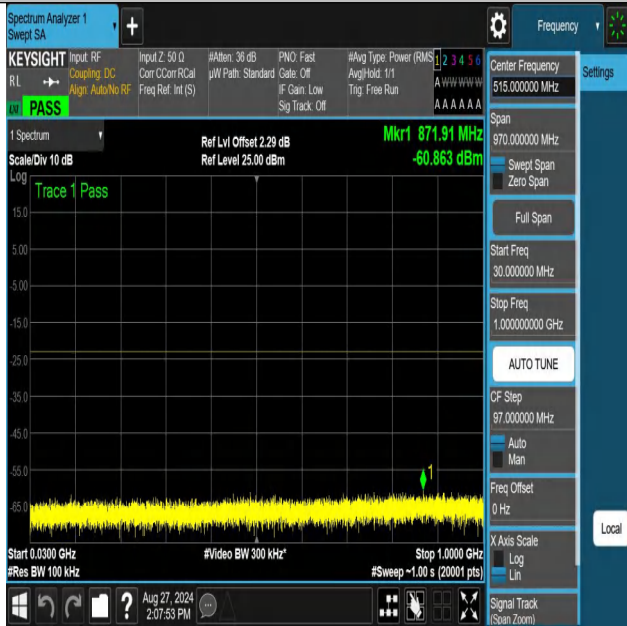 Spectrum Analyzer 1
Swept SA
+
Frequency
KEYSIGHT
RL
PASS
Input: RF
Coupling: DC
Align: Auto/No RF
Input Z: 50 Ω
Corr CCorr RCal
Freq Ref: Int (S)
#Atten: 36 dB
µW Path: Standard
PNO: Fast
Gate: Off
IF Gain: Low
Sig Track: Off
#Avg Type: Power (RMS
Avg|Hold: 1/1
Trig: Free Run
1 2 3 4 5 6
A W W W W W
A A A A A A
1 Spectrum
Scale/Div 10 dB
Ref Lvl Offset 2.29 dB
Ref Level 25.00 dBm
Mkr1 871.91 MHz
-60.863 dBm
Log
Trace 1 Pass
15.0
5.00
-5.00
-15.0
-25.0
-35.0
-45.0
-55.0
-65.0
1
Start 0.0300 GHz
#Res BW 100 kHz
#Video BW 300 kHz*
Stop 1.0000 GHz
#Sweep ~1.00 s (20001 pts)
Center Frequency
515.000000 MHz
Span
970.000000 MHz
Swept Span
Zero Span
Full Span
Start Freq
30.000000 MHz
Stop Freq
1.000000000 GHz
AUTO TUNE
CF Step
97.000000 MHz
Auto
Man
Freq Offset
0 Hz
X Axis Scale
Log
Lin
Signal Track
(Span Zoom)
Settings
Local
?
Aug 27, 2024
2:07:53 PM